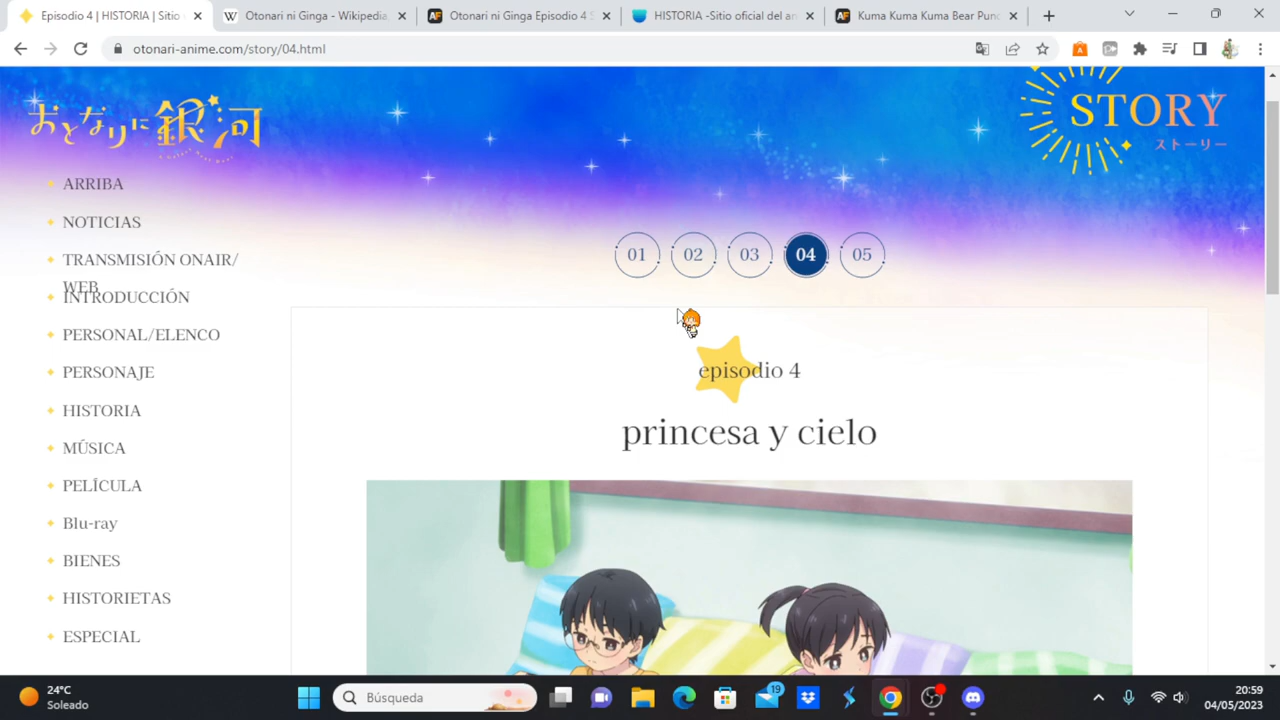 Episodio 4 | HISTORIA | Sitio
Otonari ni Ginga - Wikipedia,
Otonari ni Ginga Episodio 4 S
HISTORIA -Sitio oficial del an
Kuma Kuma Kuma Bear Punc
otonari-anime.com/story/04.html
おとなりに銀河
STORY
ストーリー
ARRIBA
NOTICIAS
TRANSMISIÓN ONAIR/
WEB
INTRODUCCIÓN
PERSONAL/ELENCO
PERSONAJE
HISTORIA
MÚSICA
PELÍCULA
Blu-ray
BIENES
HISTORIETAS
ESPECIAL
01 02 03 04 05
episodio 4
princesa y cielo
24°C
Soleado
Búsqueda
19
20:59
04/05/2023